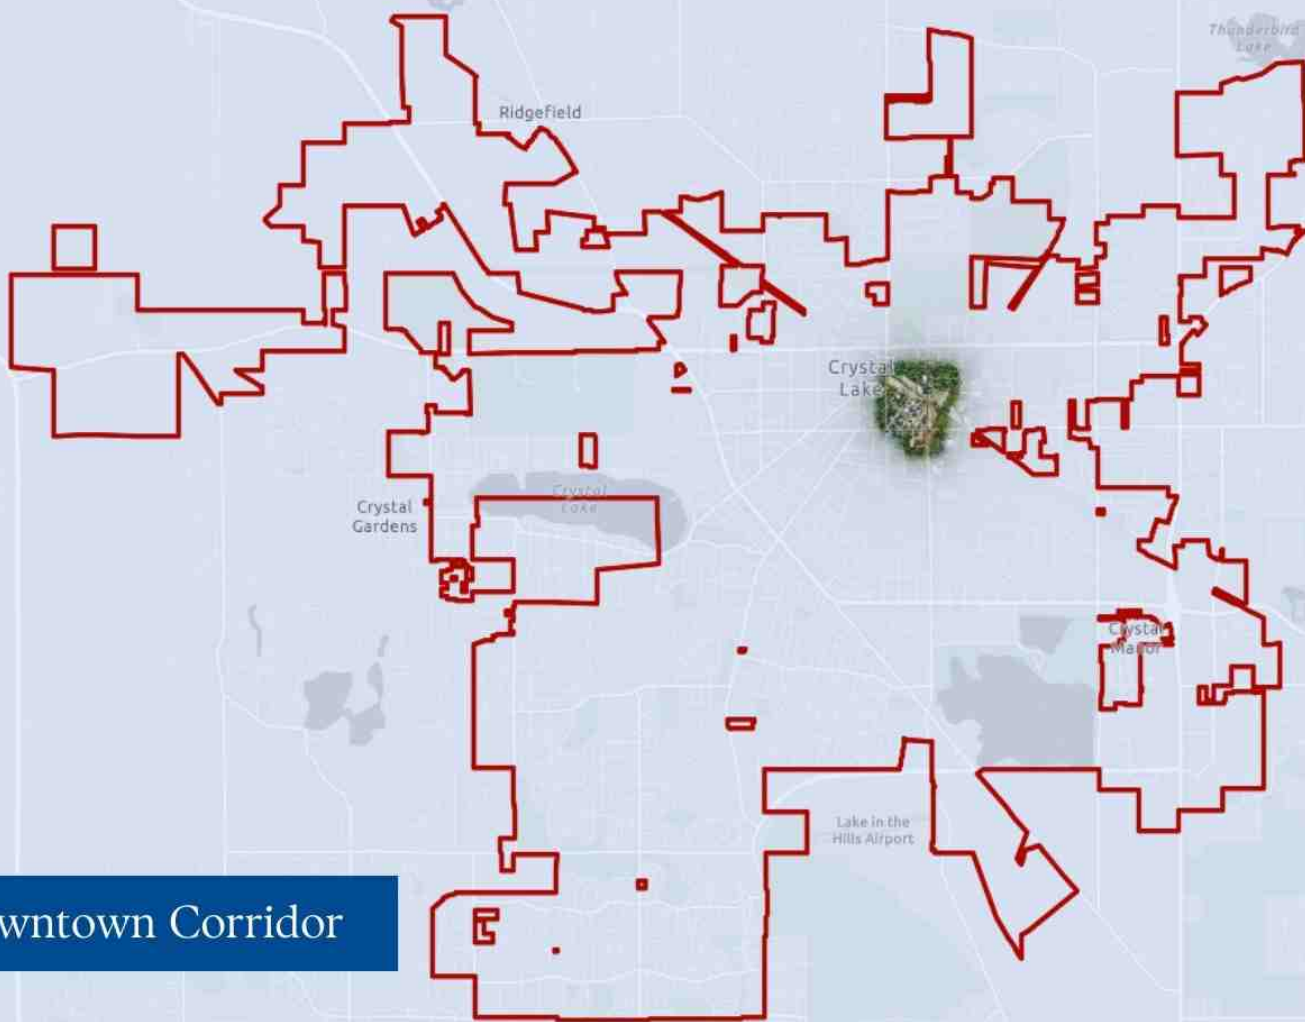 Thunderbird
Lake
Ridgefield
Crystal
Lake
Crystal
Lake
Crystal
Gardens
Crystal
Manor
Lake in the
Hills Airport
wntown Corridor